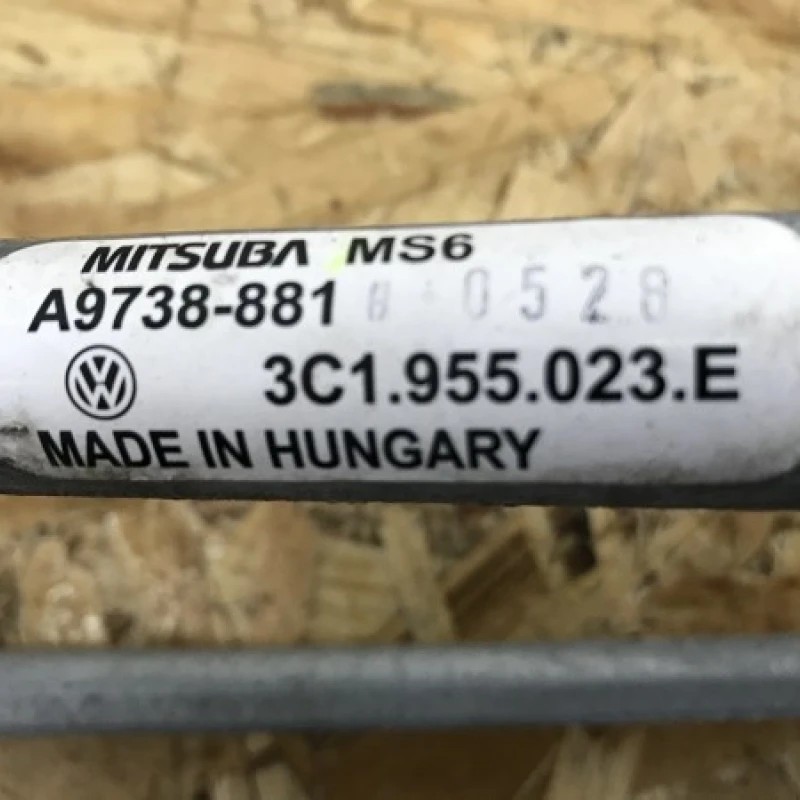 MITSUBA MS6
A9738-881 0528
3C1.955.023.E
MADE IN HUNGARY